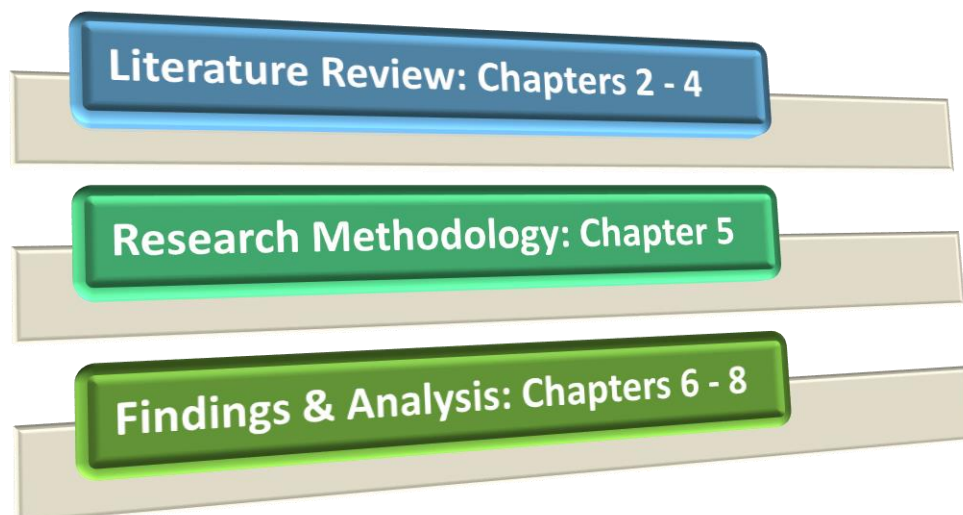 Literature Review: Chapters 2 - 4
Research Methodology: Chapter 5
Findings & Analysis: Chapters 6 - 8